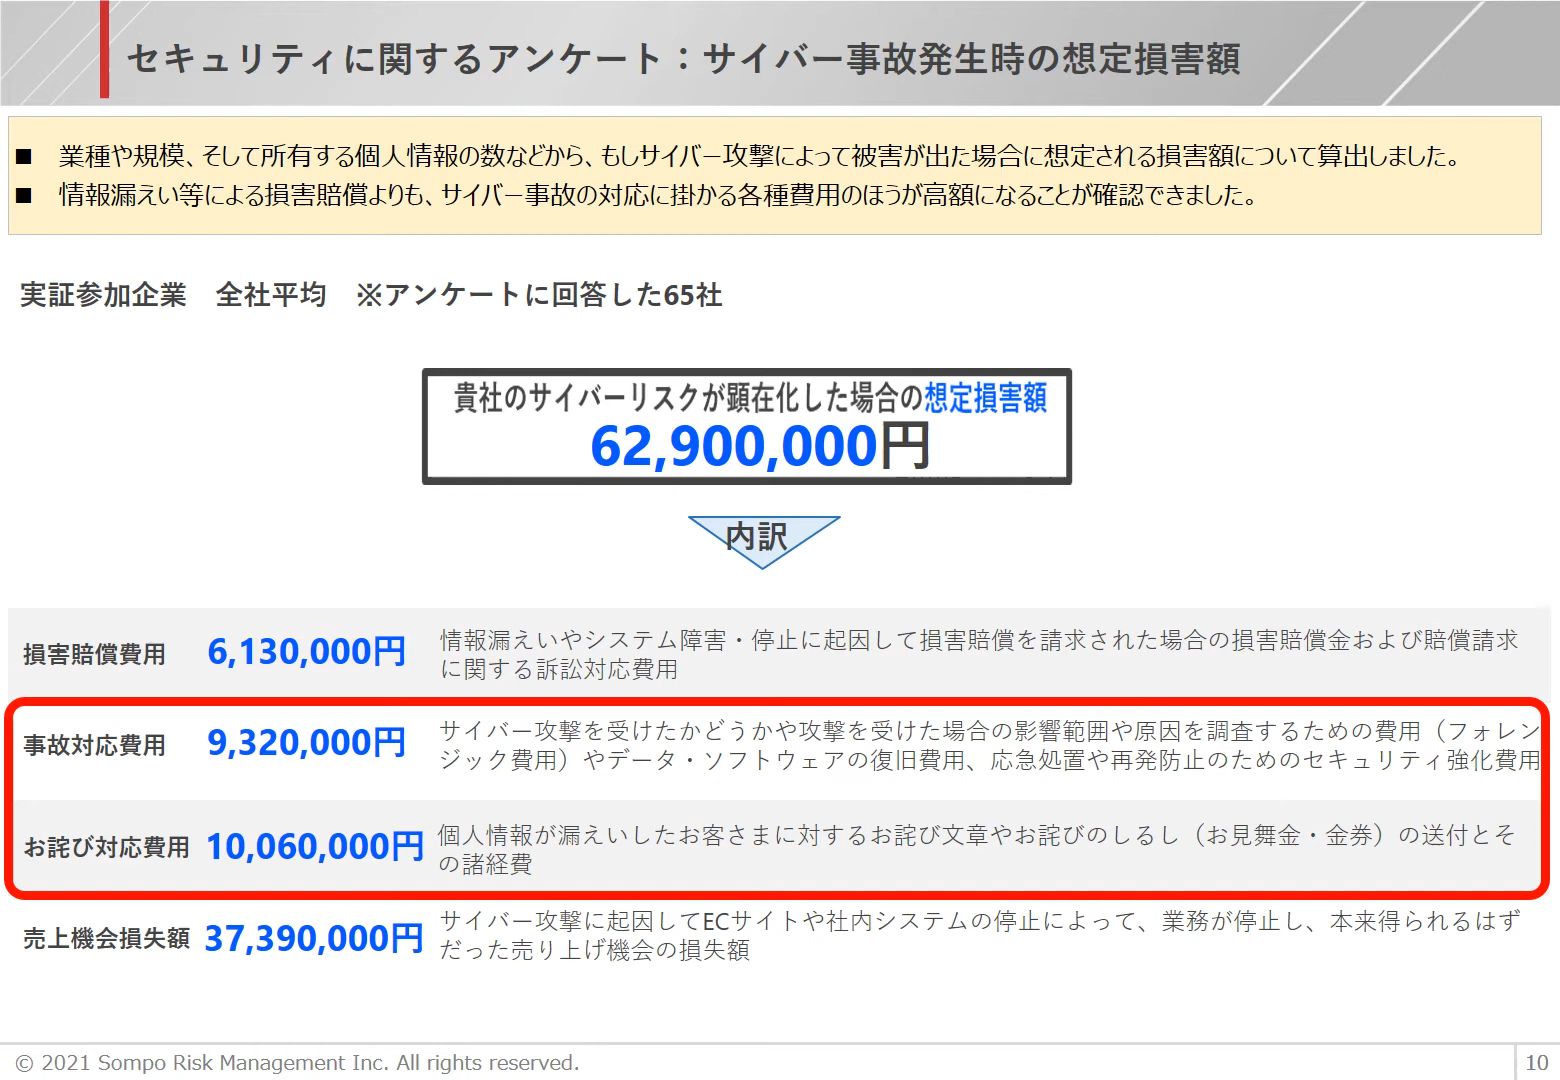 セキュリティに関するアンケート：サイバー事故発生時の想定損害額
■ 業種や規模、そして所有する個人情報の数などから、もしサイバー攻撃によって被害が出た場合に想定される損害額について算出しました。
■ 情報漏えい等による損害賠償よりも、サイバー事故の対応に掛かる各種費用のほうが高額になることが確認できました。
実証参加企業　全社平均　※アンケートに回答した65社
貴社のサイバーリスクが顕在化した場合の想定損害額
62,900,000円
内訳
損害賠償費用 6,130,000円
情報漏えいやシステム障害・停止に起因して損害賠償を請求された場合の損害賠償金および賠償請求
に関する訴訟対応費用
事故対応費用 9,320,000円
サイバー攻撃を受けたかどうかや攻撃を受けた場合の影響範囲や原因を調査するための費用（フォレン
ジック費用）やデータ・ソフトウェアの復旧費用、応急処置や再発防止のためのセキュリティ強化費用
お詫び対応費用 10,060,000円
個人情報が漏えいしたお客さまに対するお詫び文章やお詫びのしるし（お見舞金・金券）の送付とそ
の諸経費
売上機会損失額 37,390,000円
サイバー攻撃に起因してECサイトや社内システムの停止によって、業務が停止し、本来得られるはず
だった売り上げ機会の損失額
© 2021 Sompo Risk Management Inc. All rights reserved.
10